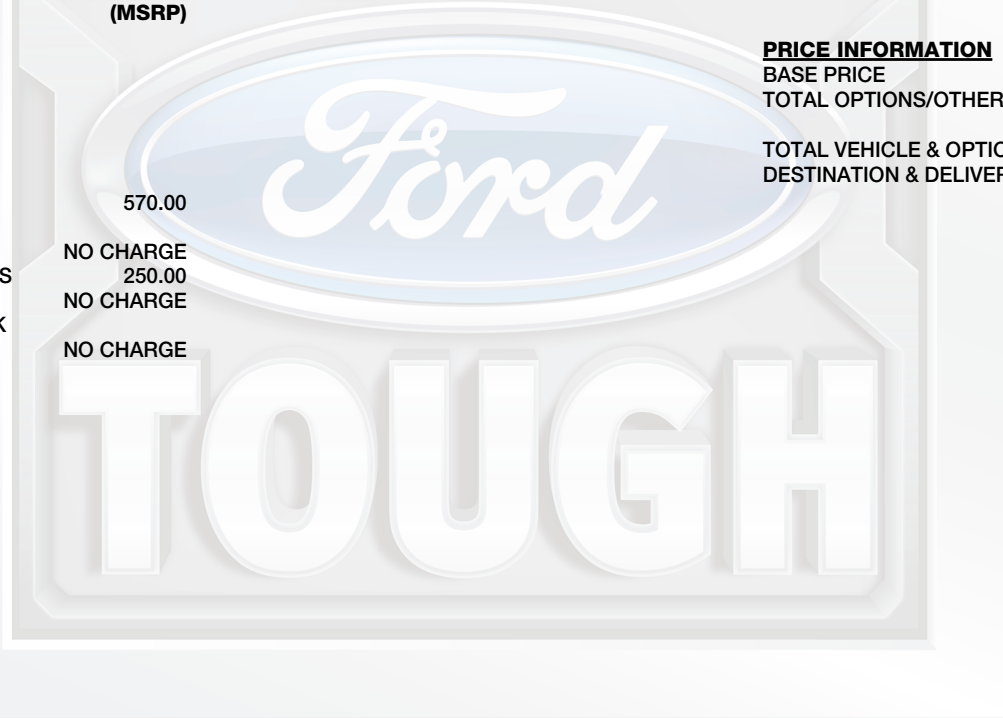 (MSRP)
PRICE INFORMATION
BASE PRICE
TOTAL OPTIONS/OTHER
TOTAL VEHICLE & OPTIO
DESTINATION & DELIVER
570.00
NO CHARGE
S 250.00
NO CHARGE
K
NO CHARGE
Ford
TOUGH